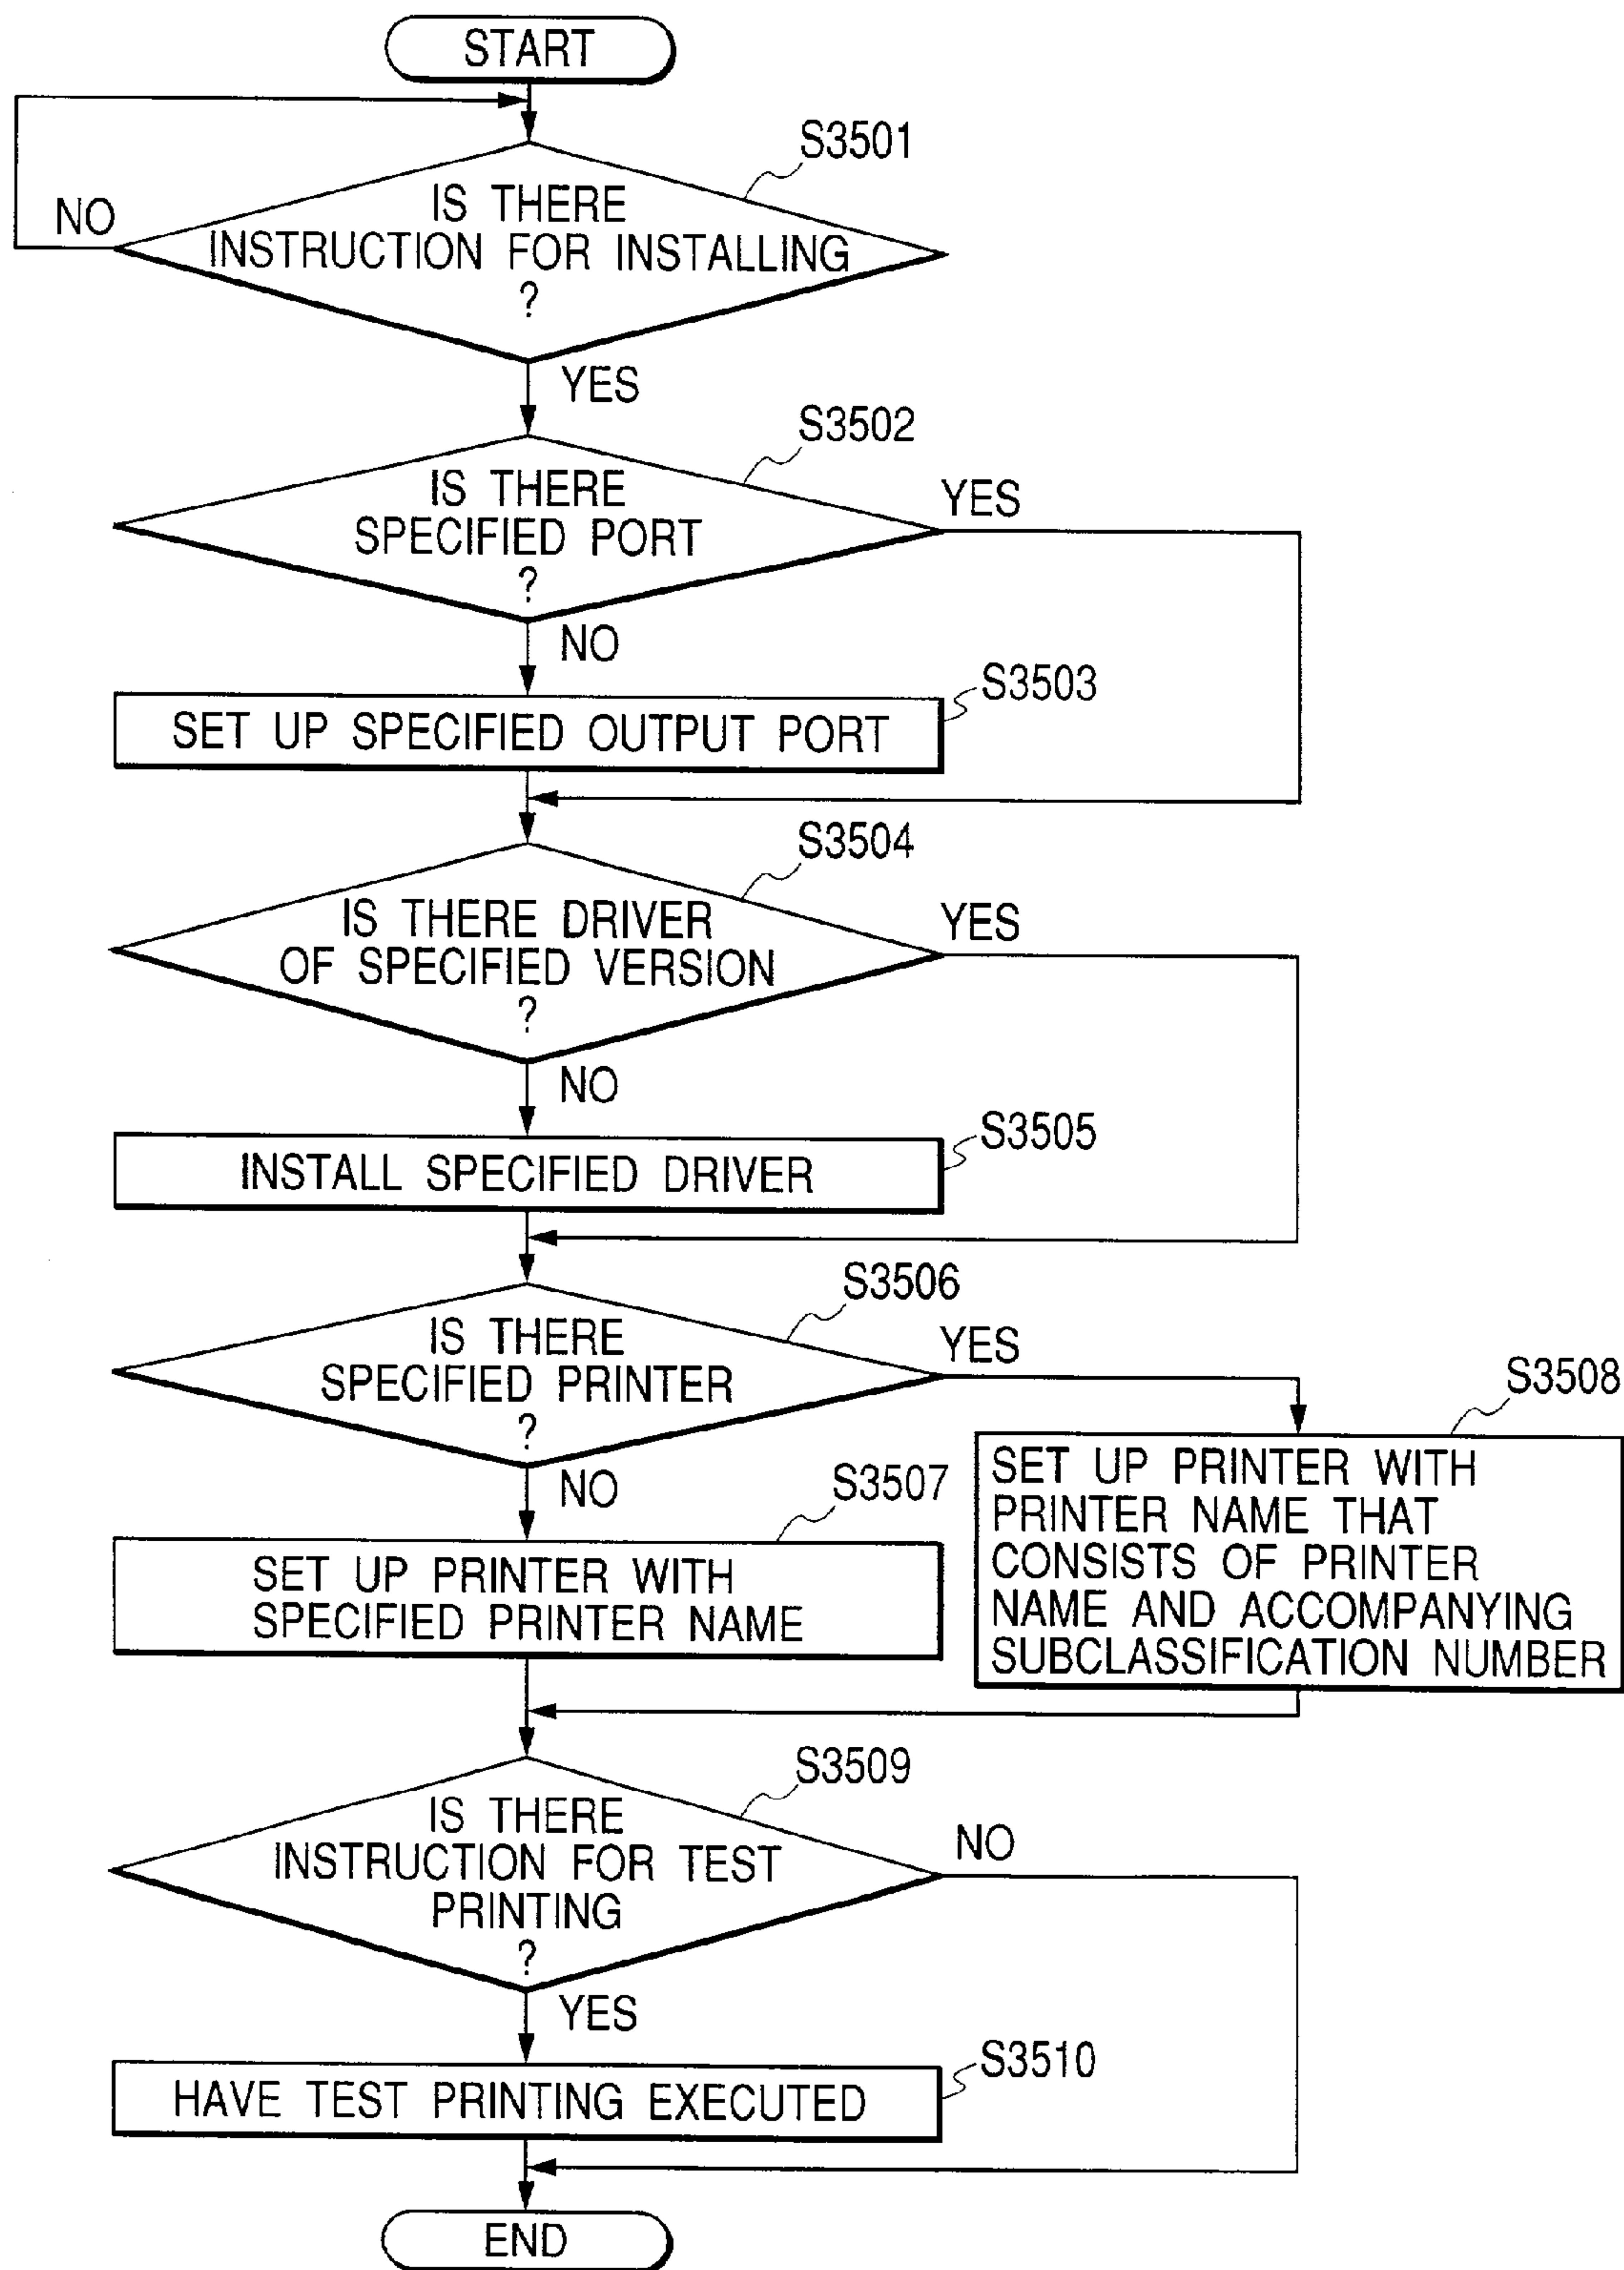 START
S3501
IS THERE
INSTRUCTION FOR INSTALLING
?
NO
YES
S3502
IS THERE
SPECIFIED PORT
?
YES
NO
S3503
SET UP SPECIFIED OUTPUT PORT
S3504
IS THERE DRIVER
OF SPECIFIED VERSION
?
YES
NO
S3505
INSTALL SPECIFIED DRIVER
S3506
IS THERE
SPECIFIED PRINTER
?
YES
NO
S3507
SET UP PRINTER WITH
SPECIFIED PRINTER NAME
S3508
SET UP PRINTER WITH
PRINTER NAME THAT
CONSISTS OF PRINTER
NAME AND ACCOMPANYING
SUBCLASSIFICATION NUMBER
S3509
IS THERE
INSTRUCTION FOR TEST
PRINTING
?
NO
YES
S3510
HAVE TEST PRINTING EXECUTED
END